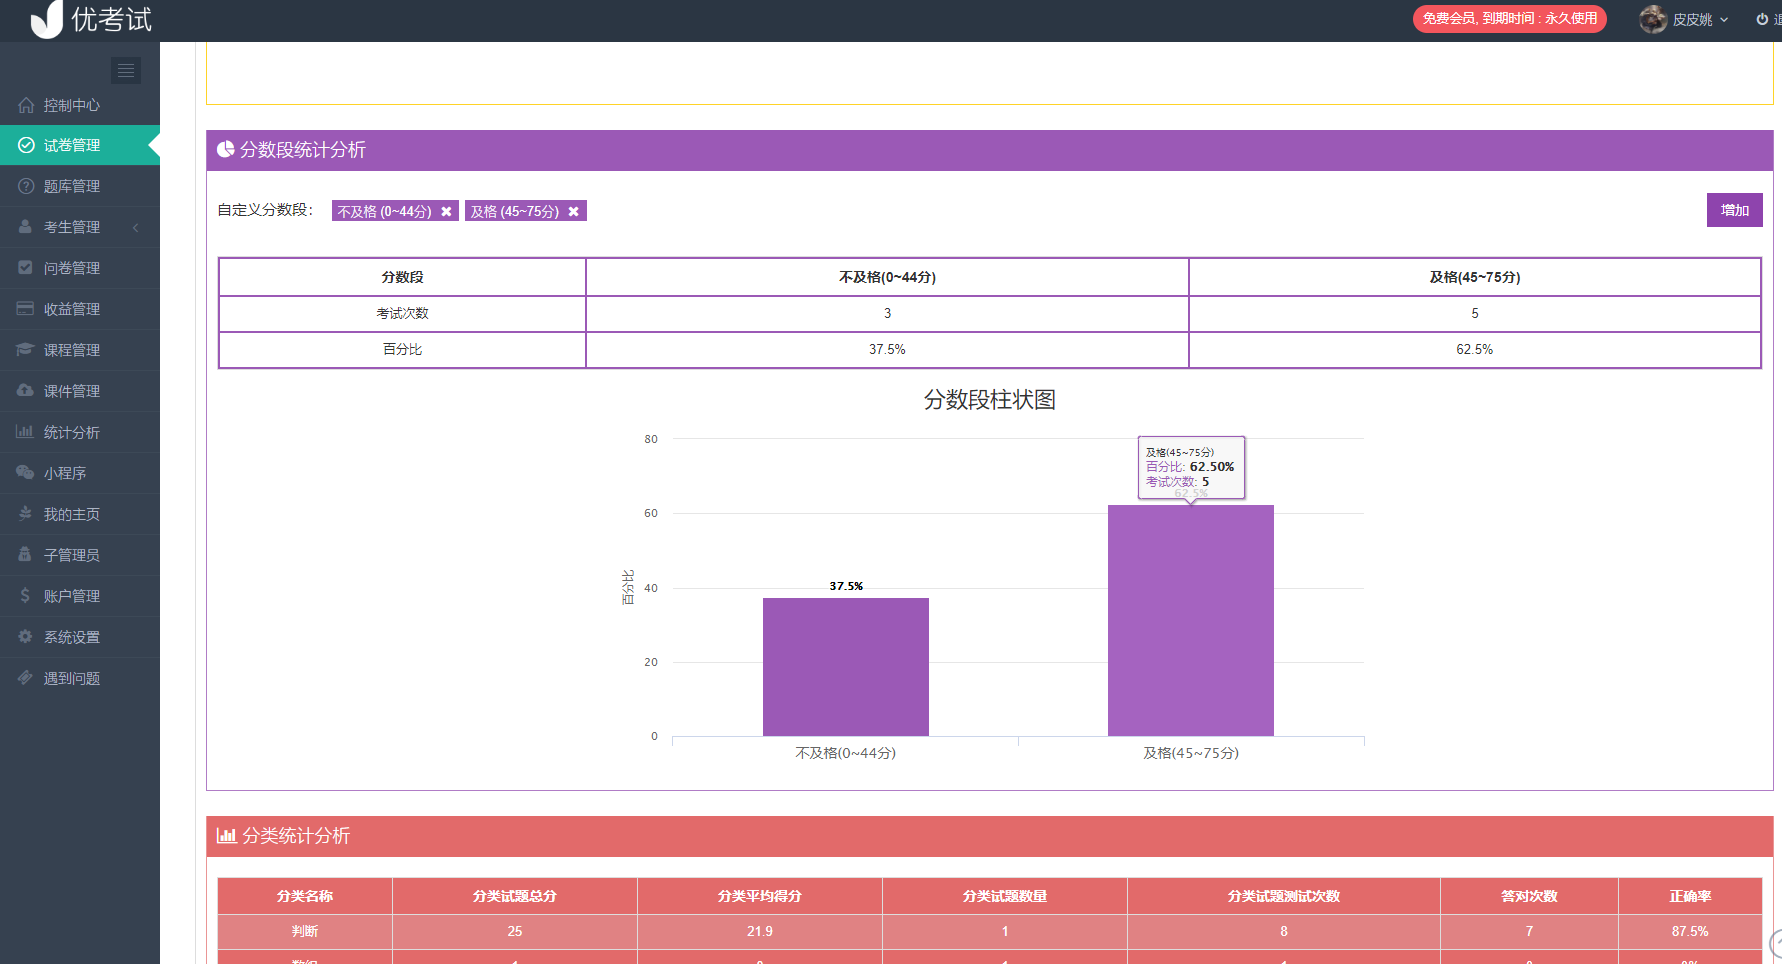 优考试
免费会员, 到期时间 : 永久使用
皮皮姚
控制中心
试卷管理
题库管理
考生管理
问卷管理
收益管理
课程管理
课件管理
统计分析
小程序
我的主页
子管理员
账户管理
系统设置
遇到问题
分数段统计分析
自定义分数段：
不及格 (0~44分) ✖
及格 (45~75分) ✖
增加
分数段 不及格(0~44分) 及格(45~75分)
考试次数 3 5
百分比 37.5% 62.5%
分数段柱状图
80
60
40
20
0
百分比
37.5%
及格(45~75分)
百分比: 62.50%
考试次数: 5
62.5%
不及格(0~44分)
及格(45~75分)
分类统计分析
分类名称 分类试题总分 分类平均得分 分类试题数量 分类试题测试次数 答对次数 正确率
判断 25 21.9 1 8 7 87.5%